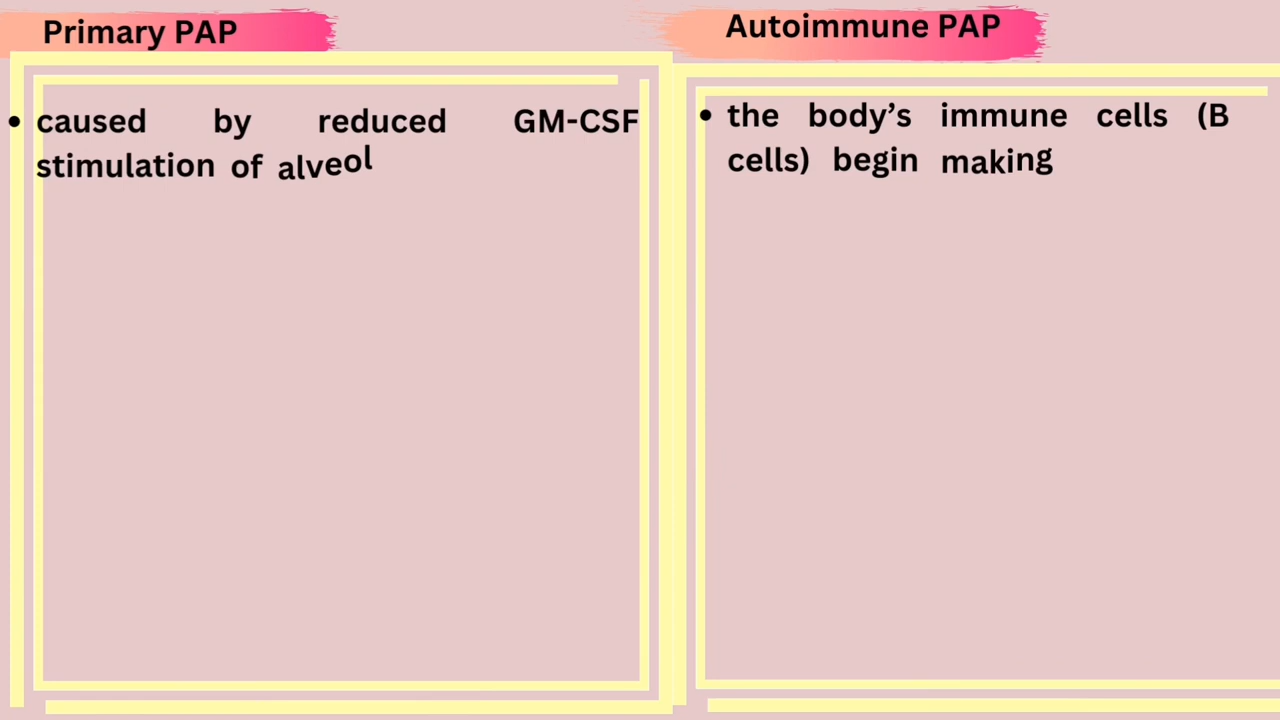 Primary PAP
caused by reduced GM-CSF
stimulation of alveol
Autoimmune PAP
the body’s immune cells (B
cells) begin making